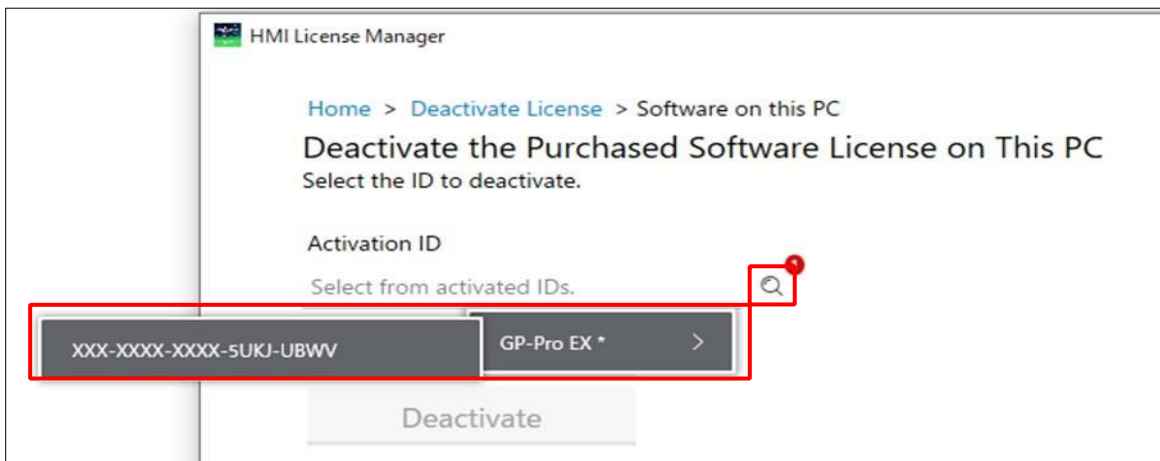 HMI License Manager
Home > Deactivate License > Software on this PC
Deactivate the Purchased Software License on This PC
Select the ID to deactivate.
Activation ID
Select from activated IDs.
XXX-XXXX-XXXX-5UKJ-UBWV GP-Pro EX * >
Deactivate